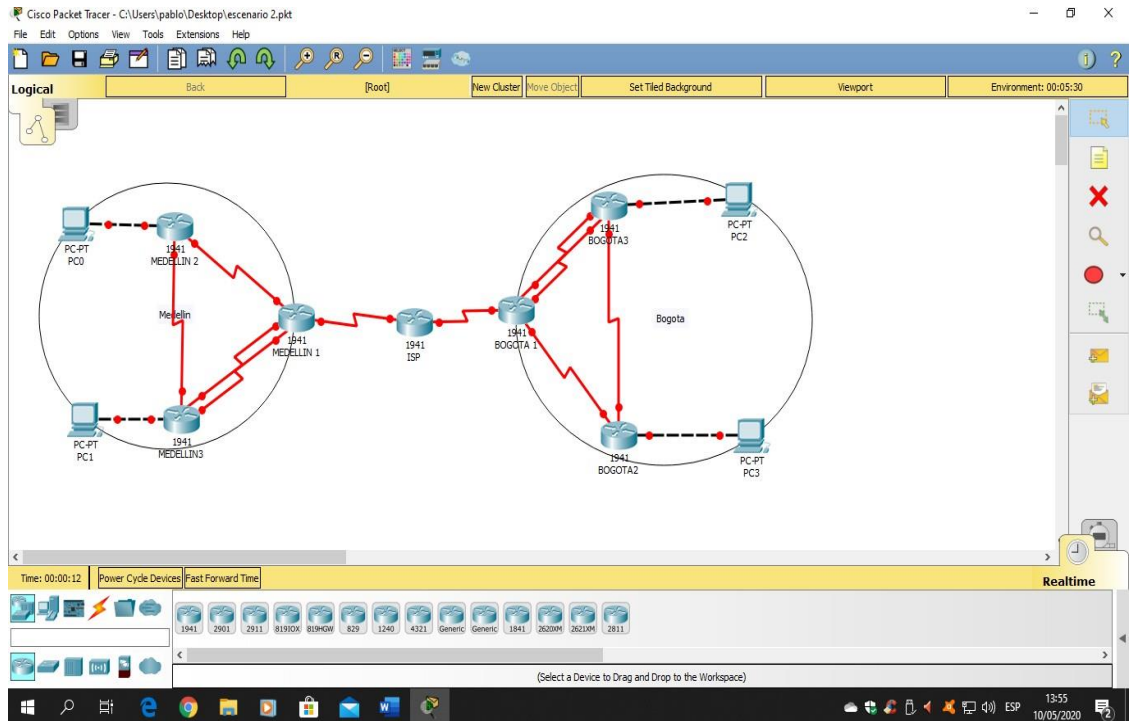 Cisco Packet Tracer - C:\Users\pablo\Desktop\escenario 2.pkt
File Edit Options View Tools Extensions Help
Logical Back [Root] New Cluster Move Object Set Tiled Background Viewport Environment: 00:05:30
PC-PT
PC0
1941
MEDELLIN 2
Medellin
1941
MEDELLIN 1
PC-PT
PC1
1941
MEDELLIN3
1941
ISP
1941
BOGOTA 1
1941
BOGOTA3
PC-PT
PC2
Bogota
1941
BOGOTA2
PC-PT
PC3
Time: 00:00:12 Power Cycle Devices Fast Forward Time Realtime
1941 2901 2911 819IOX 819HGW 829 1240 4321 Generic Generic 1841 2620XM 2621XM 2811
(Select a Device to Drag and Drop to the Workspace)
ESP
13:55
10/05/2020